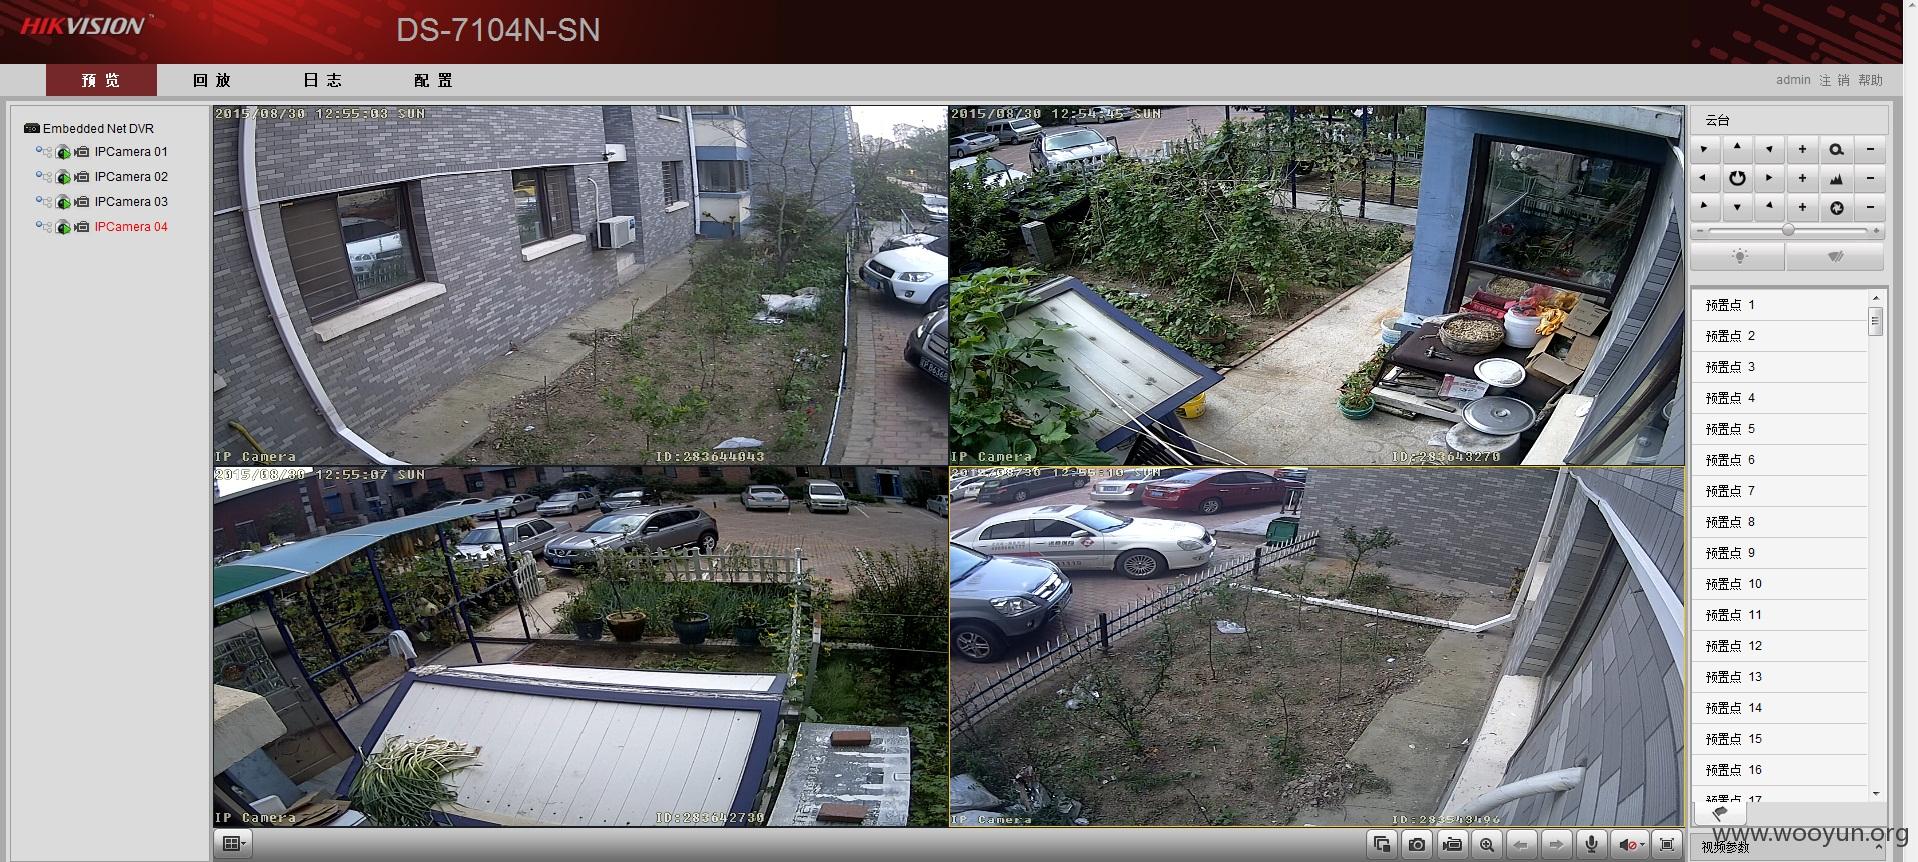 HIKVISION
DS-7104N-SN
预 览
回 放
日 志
配 置
admin 注 销 帮助
Embedded Net DVR
IPCamera 01
IPCamera 02
IPCamera 03
IPCamera 04
2015/08/30 12:55:03 SUN
IP Camera
ID:283644043
2015/08/30 12:54:45 SUN
IP Camera
ID:283643270
2015/08/30 12:55:07 SUN
IP Camera
ID:283642730
2015/08/30 12:55:10 SUN
IP Camera
ID:283543496
云台
预置点 1
预置点 2
预置点 3
预置点 4
预置点 5
预置点 6
预置点 7
预置点 8
预置点 9
预置点 10
预置点 11
预置点 12
预置点 13
预置点 14
预置点 15
预置点 16
预置点 17
www.wooyun.org
视频参数